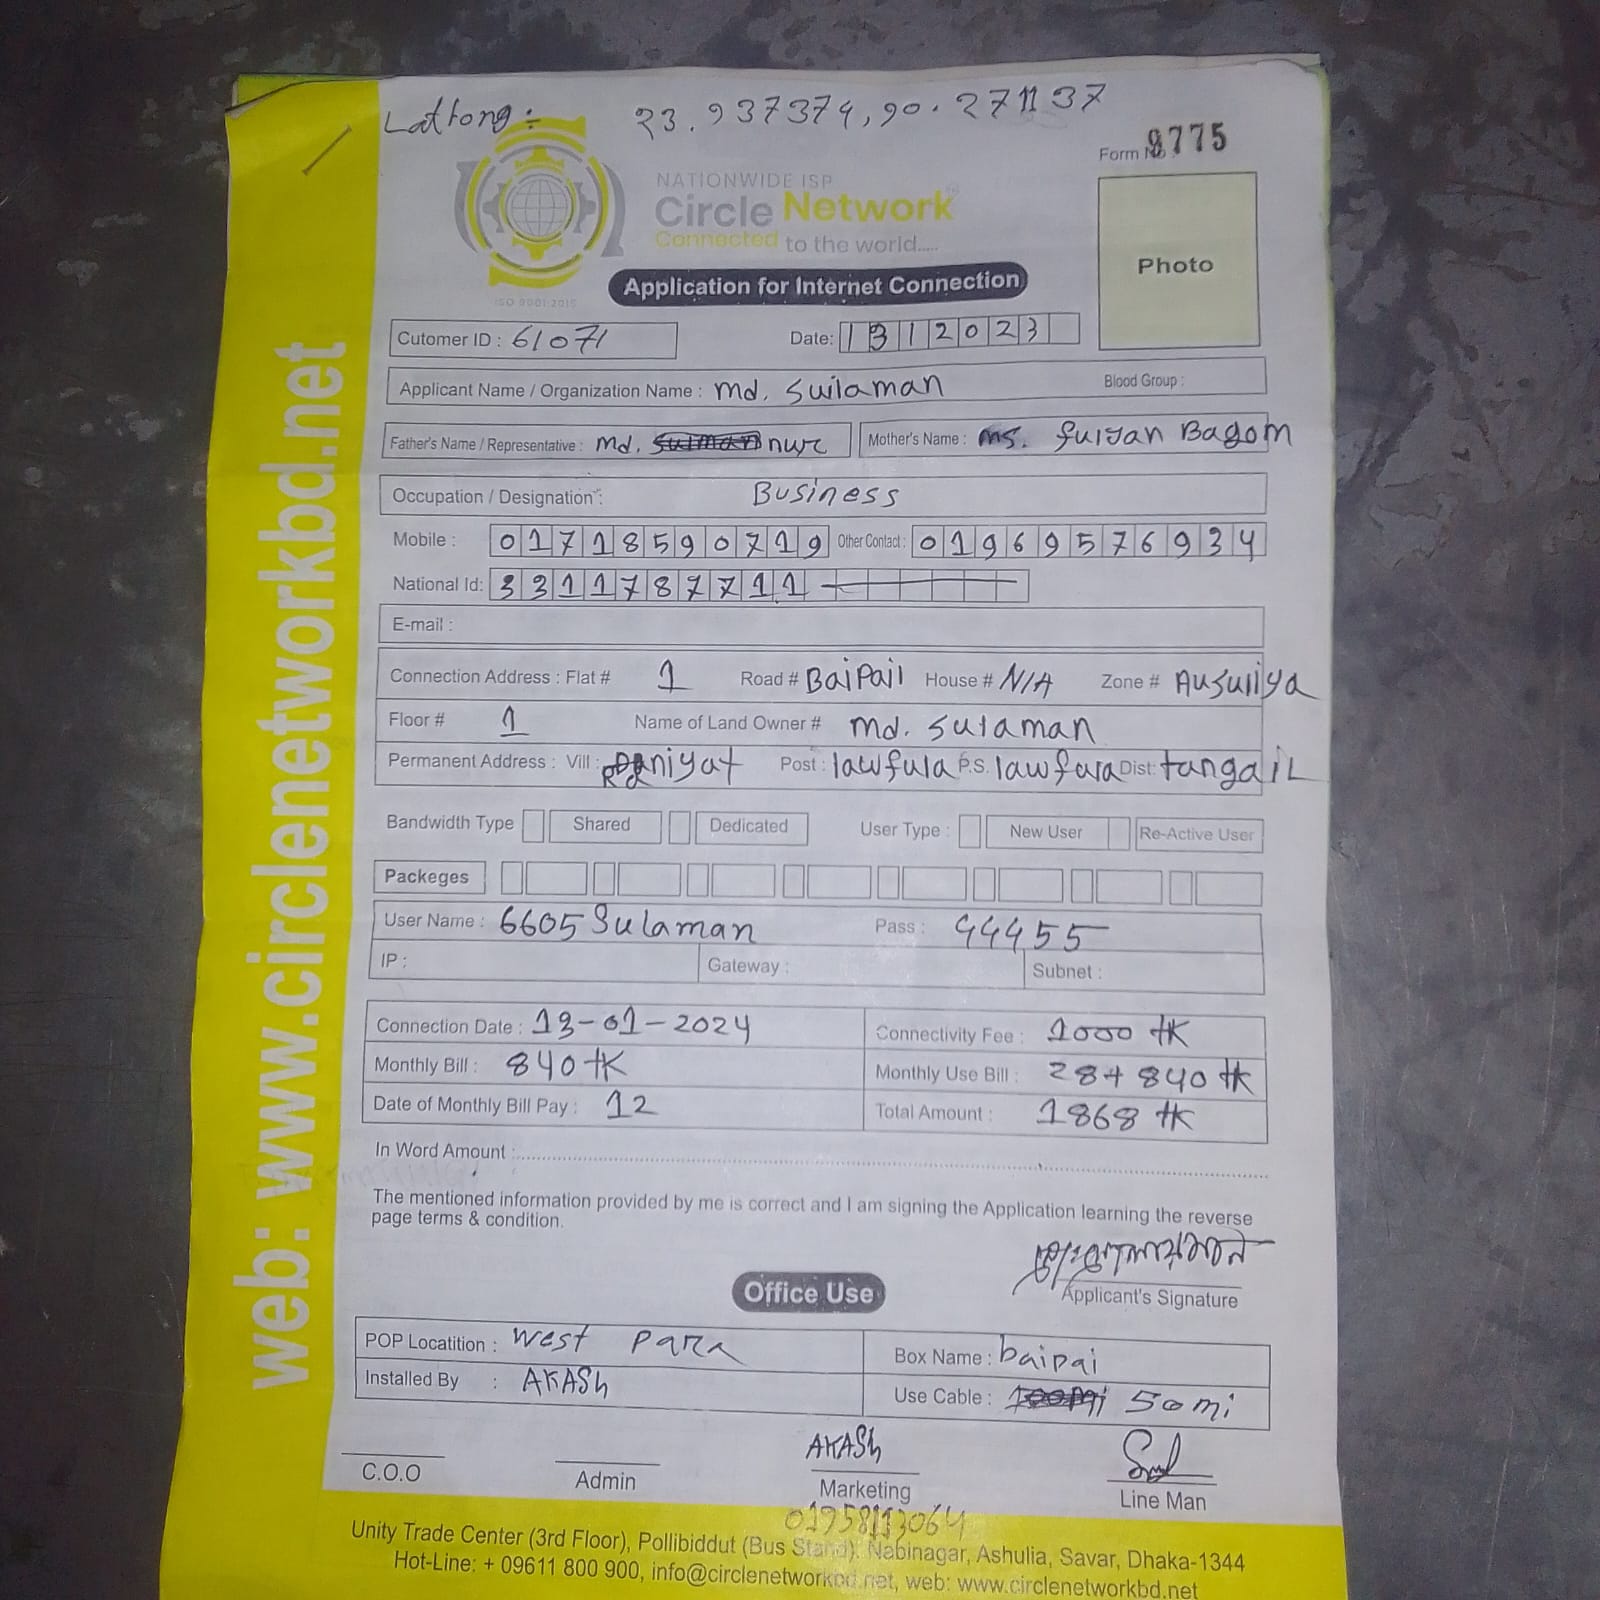 Latlong:- 23.937374,90.271137
Form No 9775
NATIONWIDE ISP
Circle Network
Connected to the world.....
ISO 9001:2015
Photo
Application for Internet Connection
Cutomer ID : 61071 Date: 1312023
Applicant Name / Organization Name : md. Suilaman Blood Group :
Father's Name / Representative : md. nur Mother's Name : ms. fuijan Bagom
Occupation / Designation : Business
Mobile : 01718590719 Other Contact : 01969576934
National Id: 3311787711
E-mail :
Connection Address : Flat # 1 Road # Baipail House # N/A Zone # Ausuliya
Floor # 1 Name of Land Owner # md. sulaman
Permanent Address : Vill : Post : lawfula P.S. lawfara Dist: tangail
Bandwidth Type Shared Dedicated User Type : New User Re-Active User
Packeges
User Name : 6605 Sulaman Pass : 44455
IP : Gateway : Subnet :
Connection Date : 13-01-2024 Connectivity Fee : 1000 tk
Monthly Bill : 840 tk Monthly Use Bill : 28+ 840 tk
Date of Monthly Bill Pay : 12 Total Amount : 1868 tk
In Word Amount :
The mentioned information provided by me is correct and I am signing the Application learning the reverse
page terms & condition.
Applicant's Signature
Office Use
POP Locatition : West para Box Name : baipai
Installed By : AKASh Use Cable : 50 mi
AKASh
C.O.O Admin Marketing Line Man
01958113064
Unity Trade Center (3rd Floor), Pollibiddut (Bus Stand), Nabinagar, Ashulia, Savar, Dhaka-1344
Hot-Line: + 09611 800 900, info@circlenetworkbd.net, web: www.circlenetworkbd.net
web: www.circlenetworkbd.net